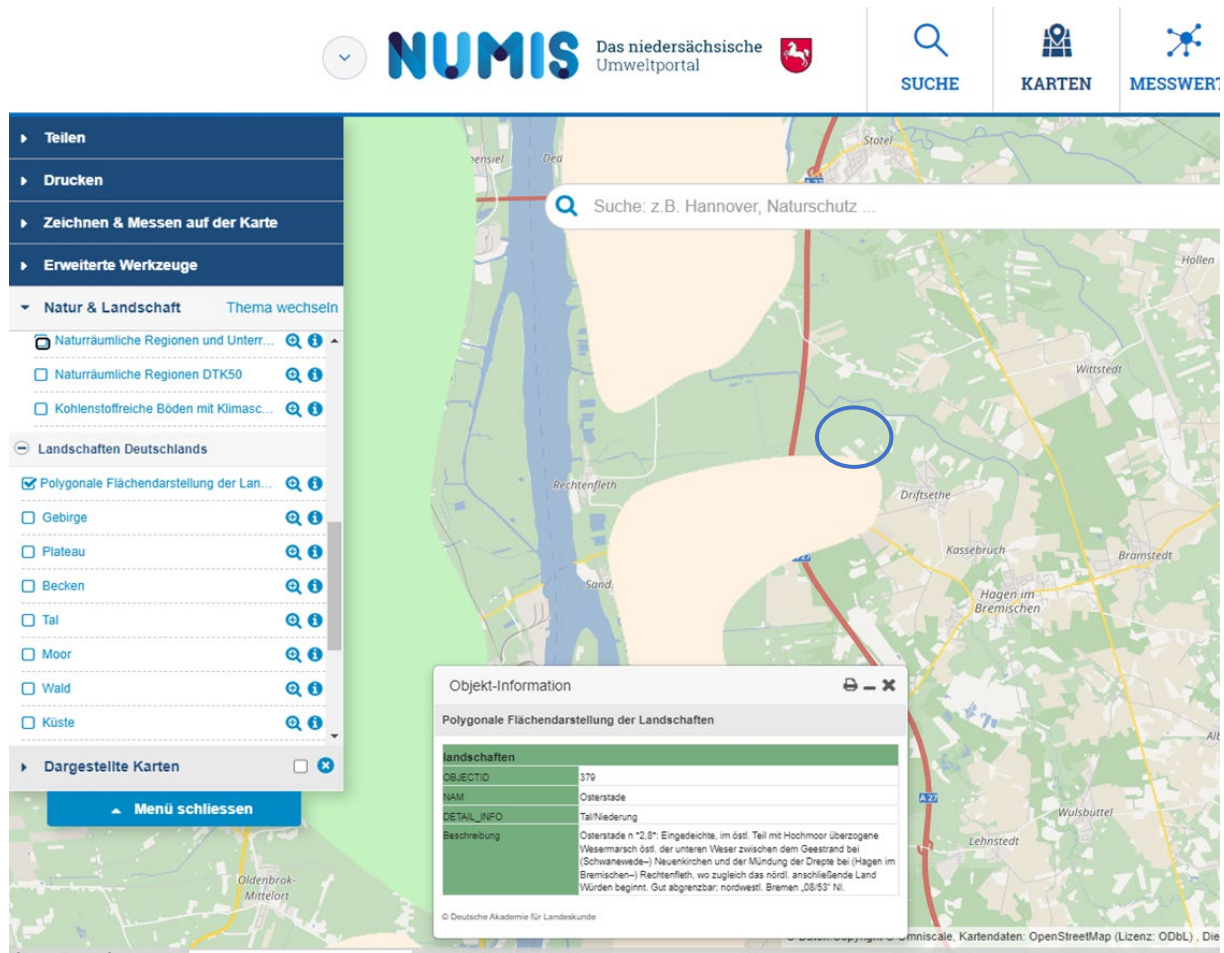 NUMIS
Das niedersächsische
Umweltportal
SUCHE
KARTEN
MESSWERT
Teilen
Drucken
Zeichnen & Messen auf der Karte
Erweiterte Werkzeuge
Natur & Landschaft Thema wechseln
Naturräumliche Regionen und Unterr...
Naturräumliche Regionen DTK50
Kohlenstoffreiche Böden mit Klimasc...
Landschaften Deutschlands
Polygonale Flächendarstellung der Lan...
Gebirge
Plateau
Becken
Tal
Moor
Wald
Küste
Dargestellte Karten
Menü schliessen
Suche: z.B. Hannover, Naturschutz ...
Stotel
ensiel
Ded
A 27
Hollen
Wittstedt
Rechtenfleth
Driftsethe
Kassebruch
Bramstedt
Sand
Hagen im
Bremischen
Alb
A 27
Wulsbüttel
Lehnstedt
Oldenbrok-
Mittelort
Objekt-Information
Polygonale Flächendarstellung der Landschaften
landschaften
OBJECTID 379
NAM Osterstade
DETAIL_INFO Tal/Niederung
Beschreibung Osterstade n *2,8*: Eingedeichte, im östl. Teil mit Hochmoor überzogene
Wesermarsch östl. der unteren Weser zwischen dem Geestrand bei
(Schwanewede–) Neuenkirchen und der Mündung der Drepte bei (Hagen im
Bremischen–) Rechtenfleth, wo zugleich das nördl. anschließende Land
Würden beginnt. Gut abgrenzbar; nordwestl. Bremen „08/53“ NI.
© Deutsche Akademie für Landeskunde
Omniscale, Kartendaten: OpenStreetMap (Lizenz: ODbL) , Die